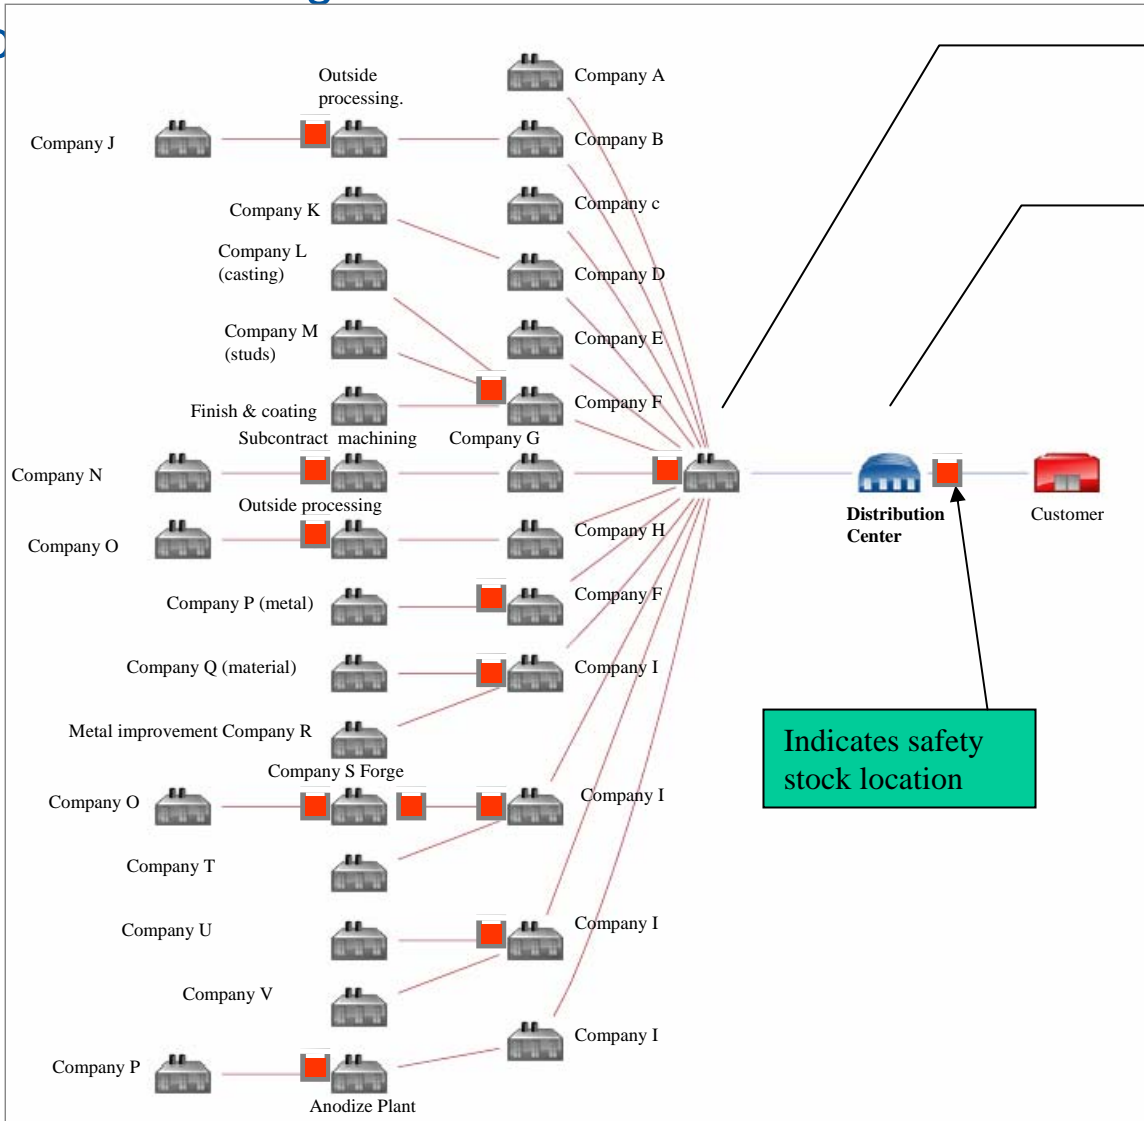 Company A
Outside
processing.
Company J
Company B
Company K
Company c
Company L
(casting)
Company D
Company M
(studs)
Company E
Finish & coating
Company F
Subcontract machining
Company G
Company N
Outside processing
Company O
Company H
Distribution
Center
Customer
Company P (metal)
Company F
Company Q (material)
Company I
Metal improvement Company R
Indicates safety
stock location
Company S Forge
Company O
Company I
Company T
Company U
Company I
Company V
Company I
Company P
Anodize Plant